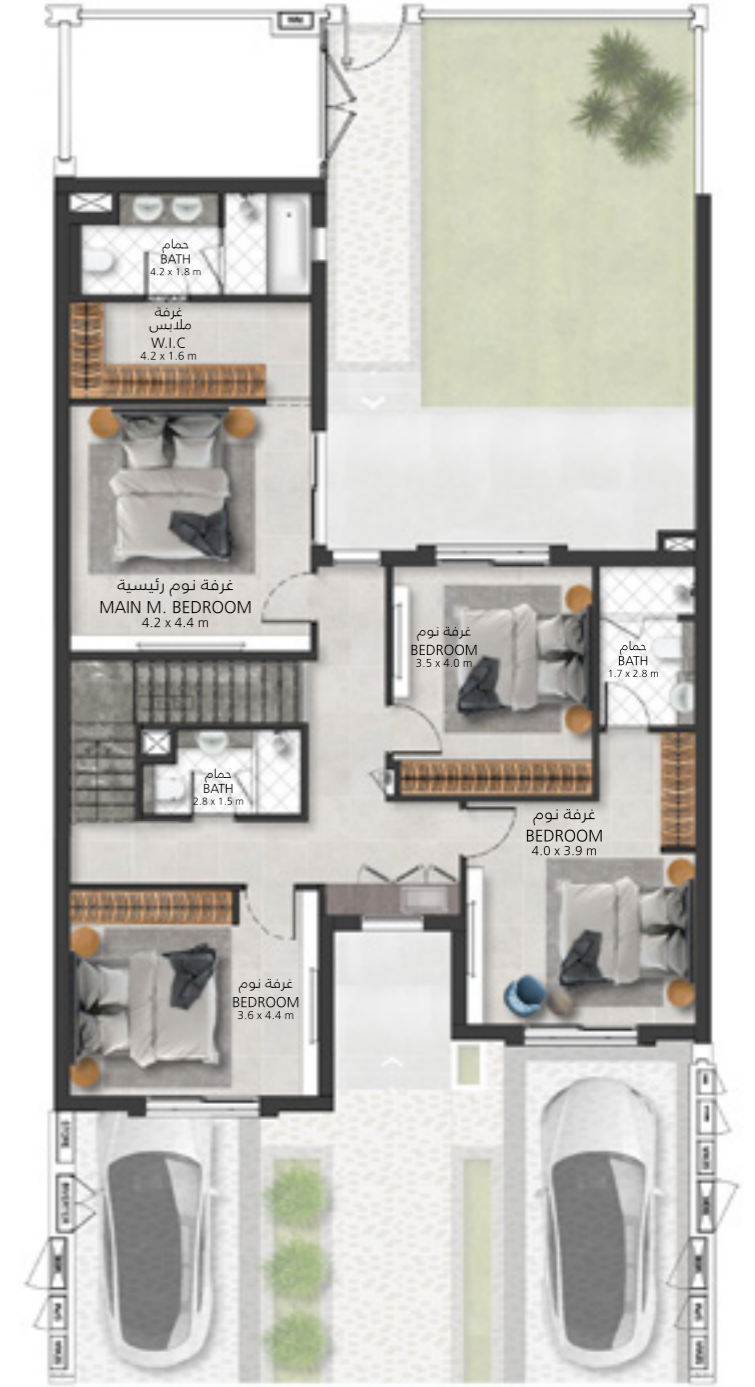 حمام
BATH
4.2 x 1.8 m
غرفة
ملابس
W.I.C
4.2 x 1.6 m
غرفة نوم رئيسية
MAIN M. BEDROOM
4.2 x 4.4 m
غرفة نوم
BEDROOM
3.5 x 4.0 m
حمام
BATH
1.7 x 2.8 m
حمام
BATH
2.8 x 1.5 m
غرفة نوم
BEDROOM
4.0 x 3.9 m
غرفة نوم
BEDROOM
3.6 x 4.4 m
STORE